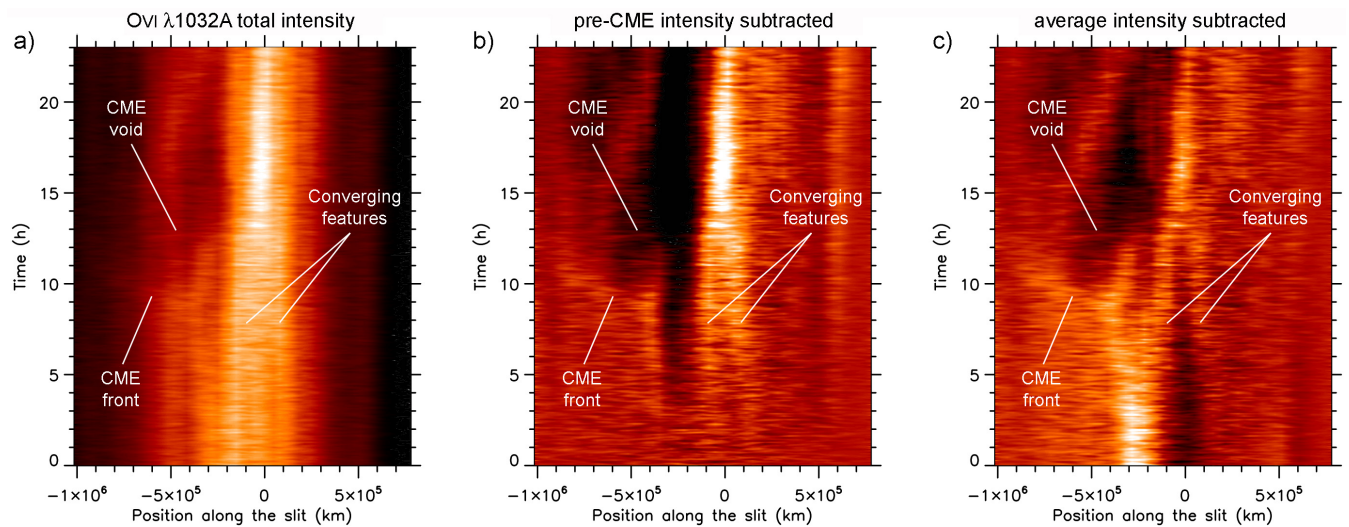 a)
O VI λ1032A total intensity
CME
void
Converging
features
CME
front
Time (h)
20
15
10
5
0
−1×10⁶
−5×10⁵
0
5×10⁵
Position along the slit (km)
b)
pre-CME intensity subtracted
CME
void
Converging
features
CME
front
Time (h)
20
15
10
5
0
−1×10⁶
−5×10⁵
0
5×10⁵
Position along the slit (km)
c)
average intensity subtracted
CME
void
Converging
features
CME
front
Time (h)
20
15
10
5
0
−1×10⁶
−5×10⁵
0
5×10⁵
Position along the slit (km)